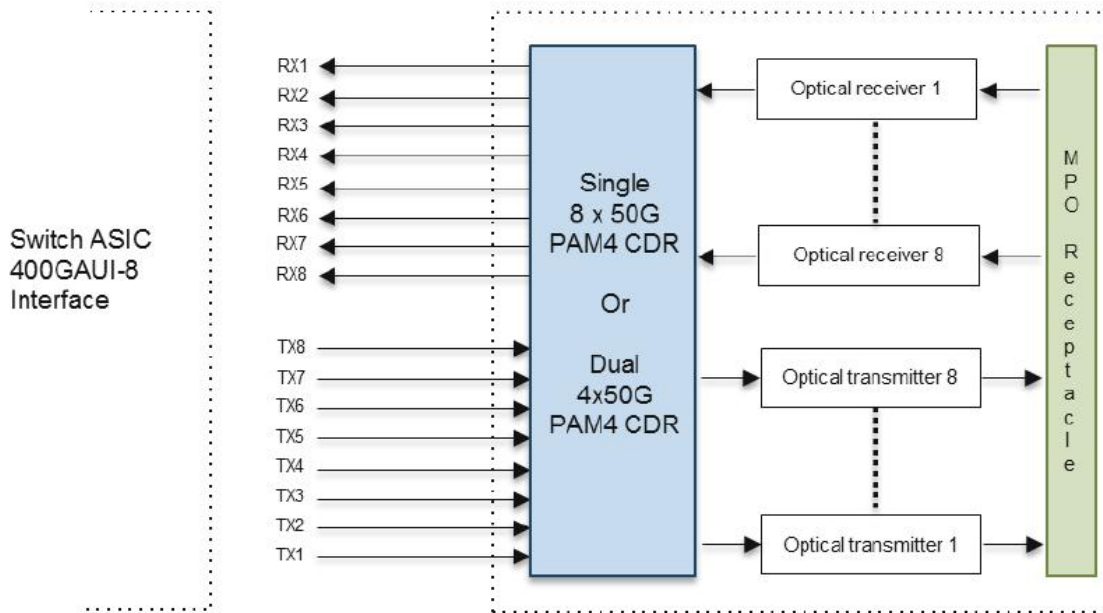 Switch ASIC
400GAUI-8
Interface
RX1
RX2
RX3
RX4
RX5
RX6
RX7
RX8
TX8
TX7
TX6
TX5
TX4
TX3
TX2
TX1
Single
8 x 50G
PAM4 CDR
Or
Dual
4x50G
PAM4 CDR
Optical receiver 1
Optical receiver 8
Optical transmitter 8
Optical transmitter 1
MPO Receptacle